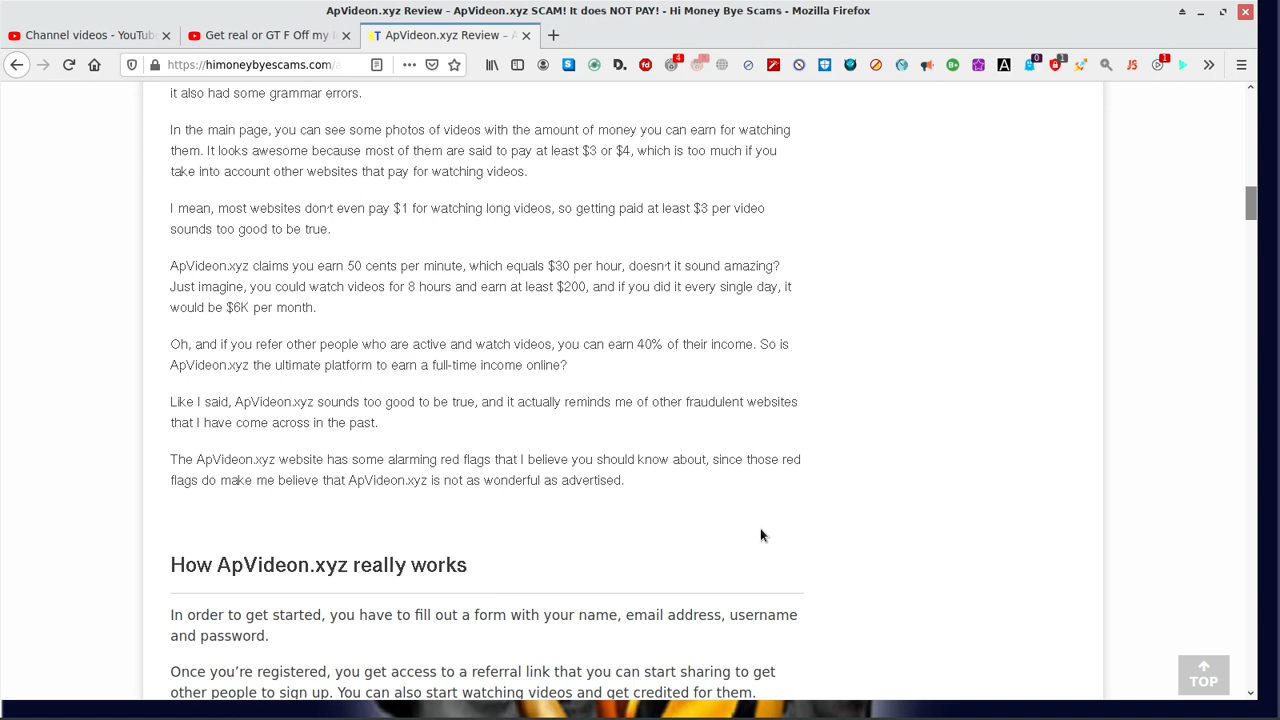 ApVideon.xyz Review – ApVideon.xyz SCAM! It does NOT PAY! - Hi Money Bye Scams - Mozilla Firefox
Channel videos - YouTub
Get real or GT F Off my l
ApVideon.xyz Review – A
https://himoneybyescams.com/a
it also had some grammar errors.
In the main page, you can see some photos of videos with the amount of money you can earn for watching
them. It looks awesome because most of them are said to pay at least $3 or $4, which is too much if you
take into account other websites that pay for watching videos.
I mean, most websites don't even pay $1 for watching long videos, so getting paid at least $3 per video
sounds too good to be true.
ApVideon.xyz claims you earn 50 cents per minute, which equals $30 per hour, doesn't it sound amazing?
Just imagine, you could watch videos for 8 hours and earn at least $200, and if you did it every single day, it
would be $6K per month.
Oh, and if you refer other people who are active and watch videos, you can earn 40% of their income. So is
ApVideon.xyz the ultimate platform to earn a full-time income online?
Like I said, ApVideon.xyz sounds too good to be true, and it actually reminds me of other fraudulent websites
that I have come across in the past.
The ApVideon.xyz website has some alarming red flags that I believe you should know about, since those red
flags do make me believe that ApVideon.xyz is not as wonderful as advertised.
How ApVideon.xyz really works
In order to get started, you have to fill out a form with your name, email address, username
and password.
Once you're registered, you get access to a referral link that you can start sharing to get
other people to sign up. You can also start watching videos and get credited for them.
TOP